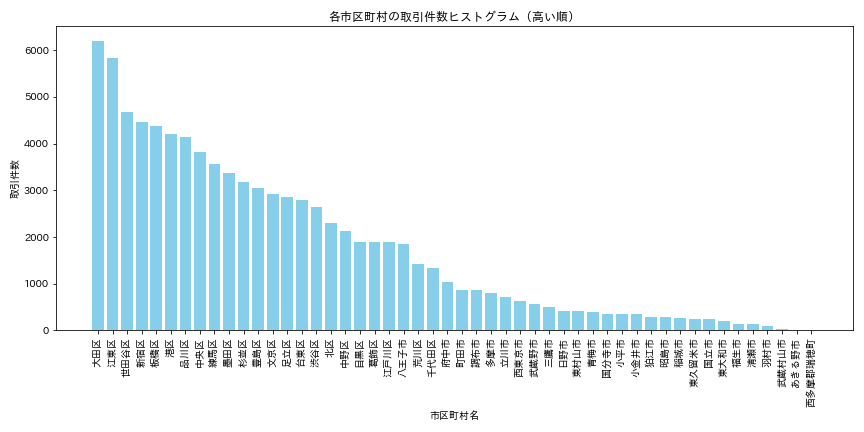 各市区町村の取引件数ヒストグラム（高い順）
取引件数
6000
5000
4000
3000
2000
1000
0
大田区
江東区
世田谷区
新宿区
板橋区
港区
品川区
中央区
練馬区
墨田区
杉並区
豊島区
文京区
足立区
台東区
渋谷区
北区
中野区
目黒区
葛飾区
江戸川区
八王子市
荒川区
千代田区
府中市
町田市
調布市
多摩市
立川市
西東京市
武蔵野市
三鷹市
日野市
東村山市
青梅市
国分寺市
小平市
小金井市
狛江市
昭島市
稲城市
東久留米市
国立市
東大和市
福生市
清瀬市
羽村市
武蔵村山市
あきる野市
西多摩郡瑞穂町
市区町村名